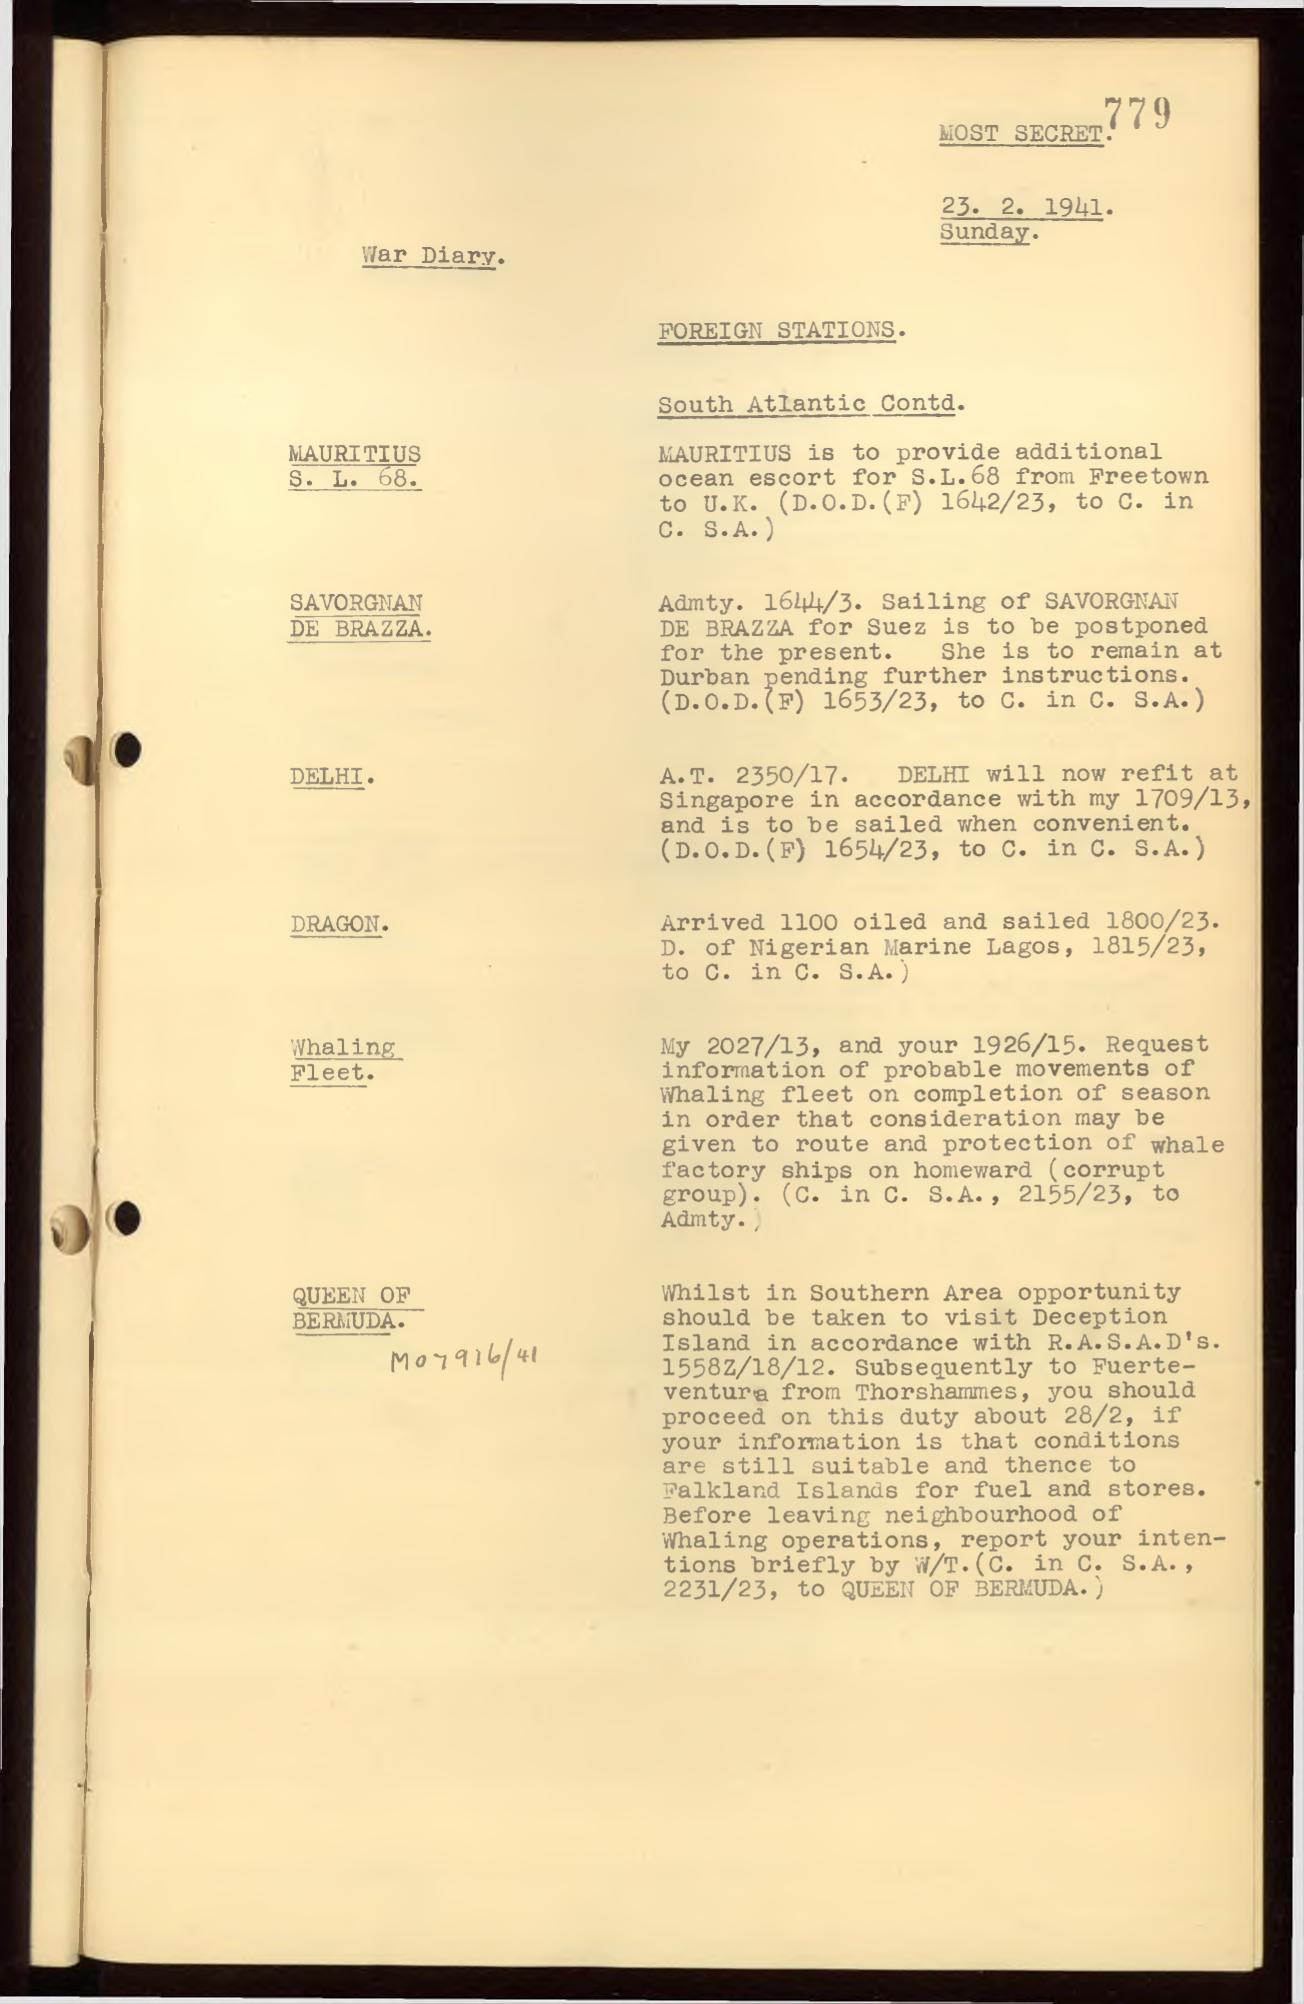 779
MOST SECRET.
23. 2. 1941.
Sunday.
War Diary.
FOREIGN STATIONS.
South Atlantic Contd.
MAURITIUS
S. L. 68.
MAURITIUS is to provide additional
ocean escort for S.L.68 from Freetown
to U.K. (D.O.D.(F) 1642/23, to C. in
C. S.A.)
SAVORGNAN
DE BRAZZA.
Admty. 1644/3. Sailing of SAVORGNAN
DE BRAZZA for Suez is to be postponed
for the present. She is to remain at
Durban pending further instructions.
(D.O.D.(F) 1653/23, to C. in C. S.A.)
DELHI.
A.T. 2350/17. DELHI will now refit at
Singapore in accordance with my 1709/13,
and is to be sailed when convenient.
(D.O.D.(F) 1654/23, to C. in C. S.A.)
DRAGON.
Arrived 1100 oiled and sailed 1800/23.
D. of Nigerian Marine Lagos, 1815/23,
to C. in C. S.A.)
Whaling
Fleet.
My 2027/13, and your 1926/15. Request
information of probable movements of
Whaling fleet on completion of season
in order that consideration may be
given to route and protection of whale
factory ships on homeward (corrupt
group). (C. in C. S.A., 2155/23, to
Admty.)
QUEEN OF
BERMUDA.
M07916/41
Whilst in Southern Area opportunity
should be taken to visit Deception
Island in accordance with R.A.S.A.D's.
1558Z/18/12. Subsequently to Fuerte-
ventura from Thorshammes, you should
proceed on this duty about 28/2, if
your information is that conditions
are still suitable and thence to
Falkland Islands for fuel and stores.
Before leaving neighbourhood of
Whaling operations, report your inten-
tions briefly by W/T.(C. in C. S.A.,
2231/23, to QUEEN OF BERMUDA.)